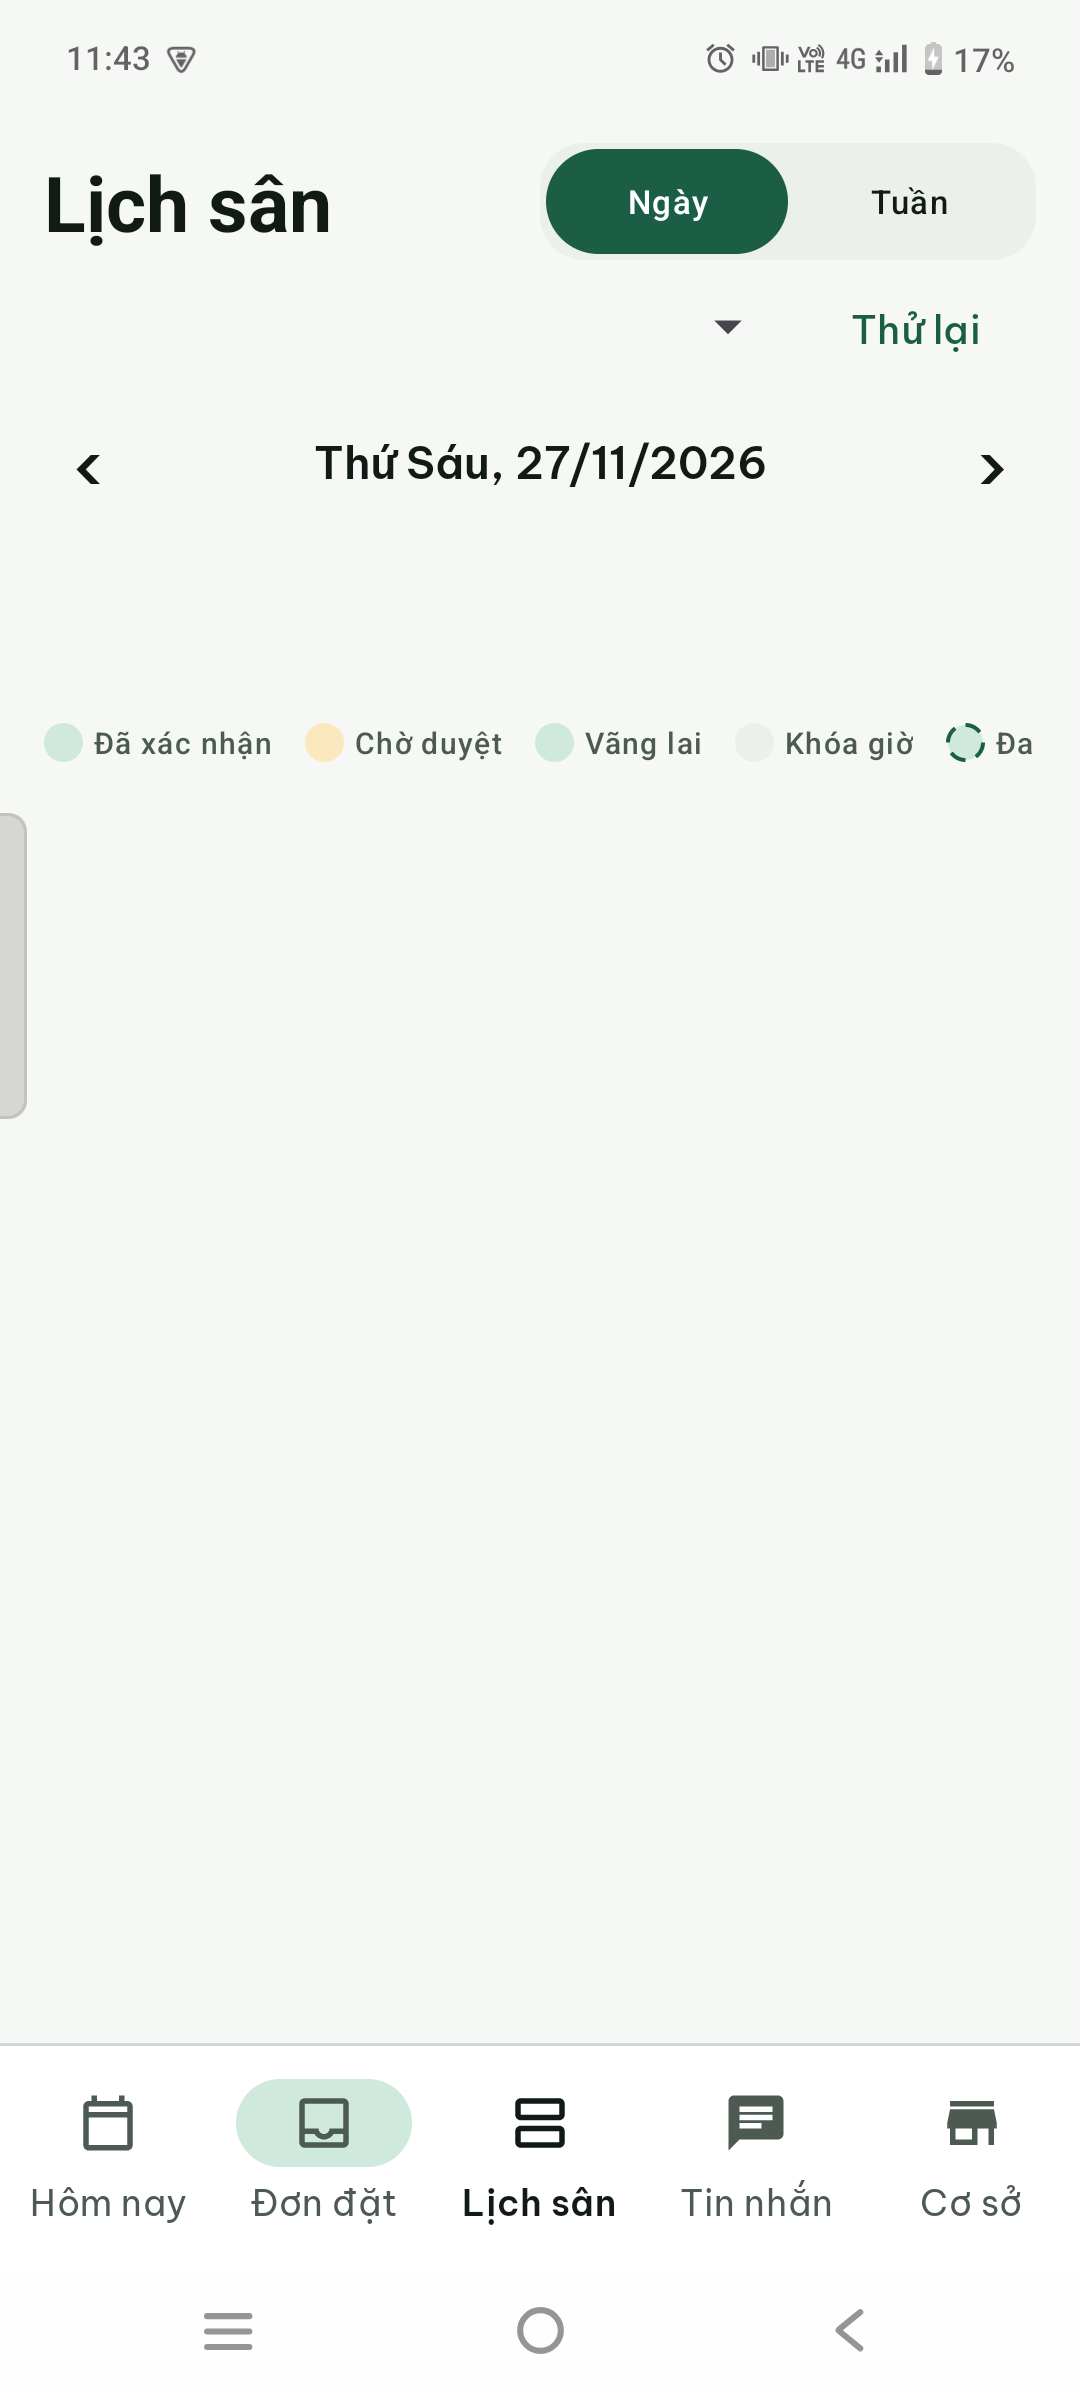 11:43
VoLTE 4G 17%
Lịch sân
Ngày Tuần
Thử lại
Thứ Sáu, 27/11/2026
Đã xác nhận Chờ duyệt Vãng lai Khóa giờ Đa
Hôm nay Đơn đặt Lịch sân Tin nhắn Cơ sở